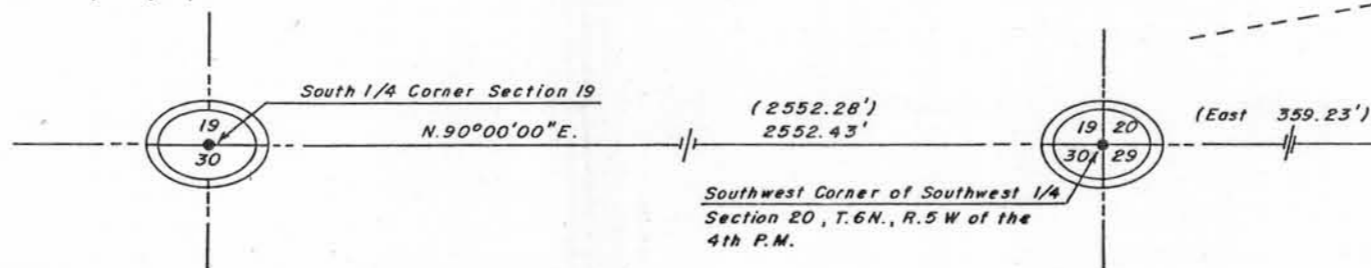 South 1/4 Corner Section 19
19
30
N.90°00'00"E.
(2552.28')
2552.43'
19 20
30 29
(East 359.23')
Southwest Corner of Southwest 1/4
Section 20, T.6N., R.5W of the
4th P.M.